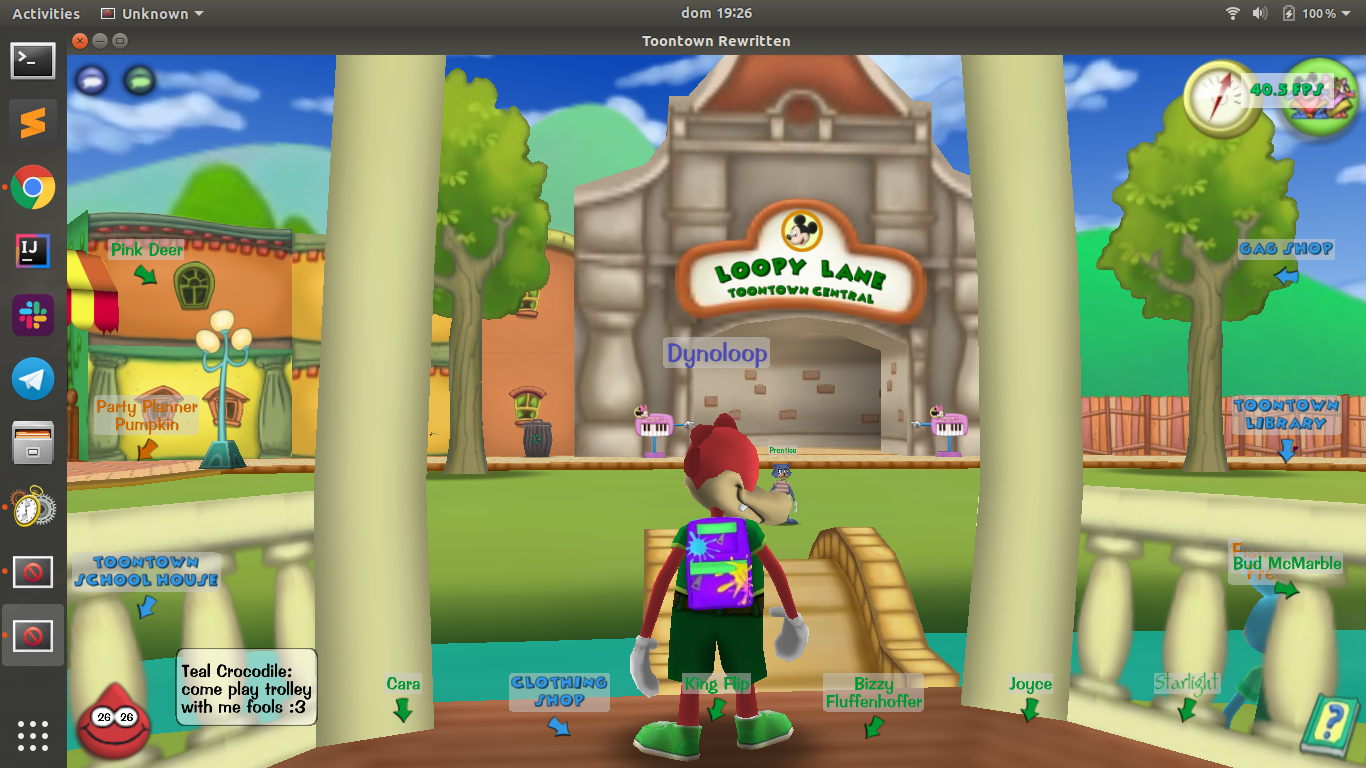 Activities
Unknown
dom 19:26
100 %
Toontown Rewritten
40.5 FPS
LOOPY LANE
TOONTOWN CENTRAL
Pink Deer
GAG SHOP
Dynoloop
Party Planner
Pumpkin
TOONTOWN
LIBRARY
Prentiso
TOONTOWN
SCHOOL HOUSE
Bud McMarble
Teal Crocodile:
come play trolley
with me fools :3
Cara
CLOTHING
SHOP
King Flip
Bizzy
Fluffenhoffer
Joyce
Starlight
26 26
IJ
?